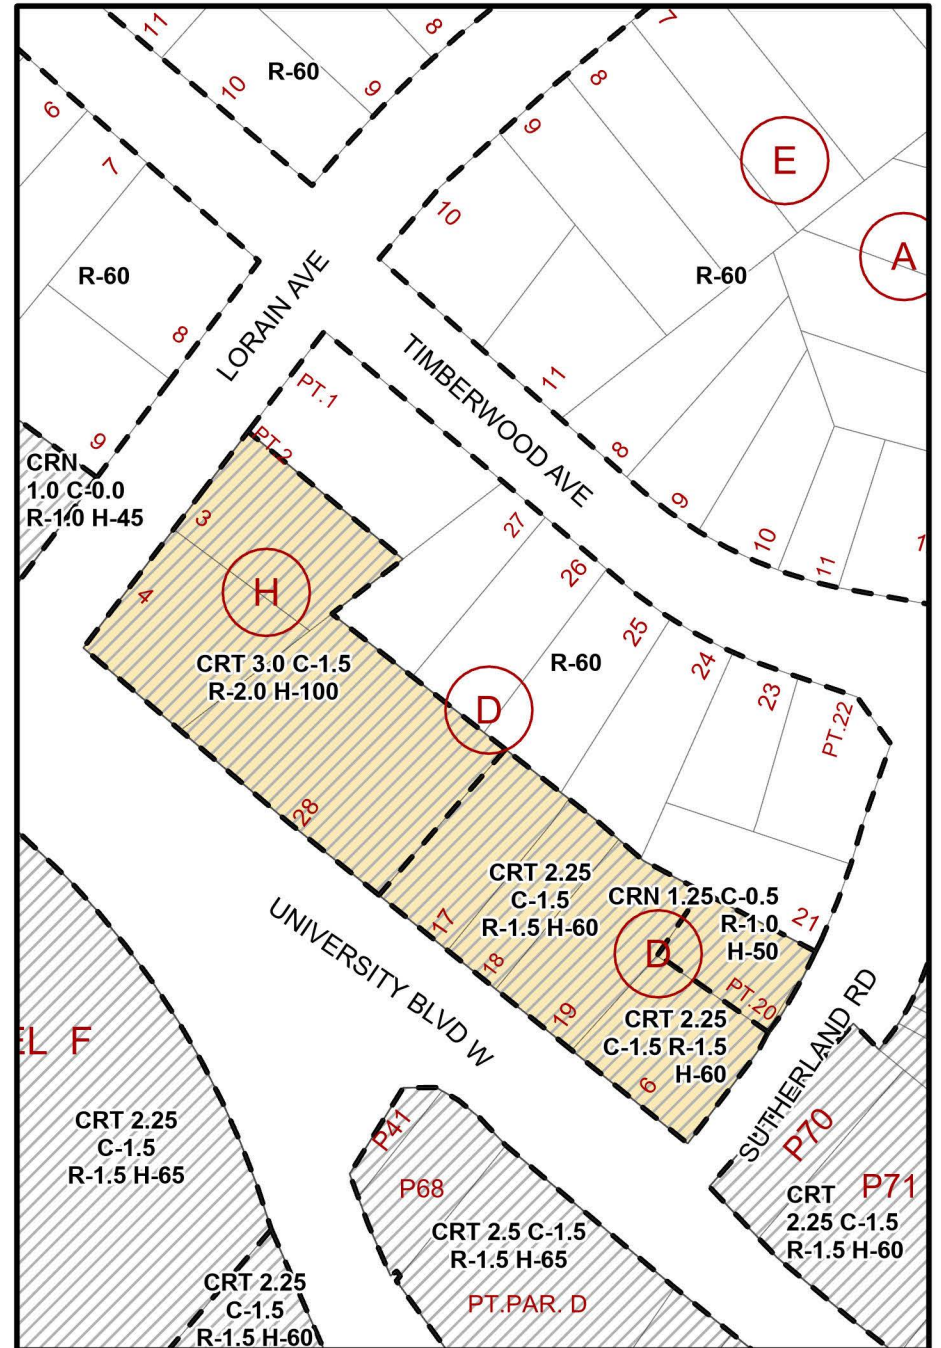 11
8
7
R-60
10
9
8
6
9
E
7
10
A
R-60
R-60
LORAIN AVE
8
TIMBERWOOD AVE
11
PT.1
9
PT.2
8
CRN
1.0 C-0.0
R-1.0 H-45
3
27
9
10
11
1
26
4
H
25
R-60
24
23
CRT 3.0 C-1.5
R-2.0 H-100
D
PT.22
28
CRT 2.25
C-1.5
R-1.5 H-60
CRN 1.25 C-0.5
R-1.0
H-50
21
17
18
D
UNIVERSITY BLVD W
PT.20
19
CRT 2.25
C-1.5 R-1.5
H-60
SUTHERLAND RD
EL F
6
CRT 2.25
C-1.5
R-1.5 H-65
P41
P70
P68
P71
CRT
2.25 C-1.5
R-1.5 H-60
CRT 2.5 C-1.5
R-1.5 H-65
CRT 2.25
C-1.5
R-1.5 H-60
PT.PAR. D